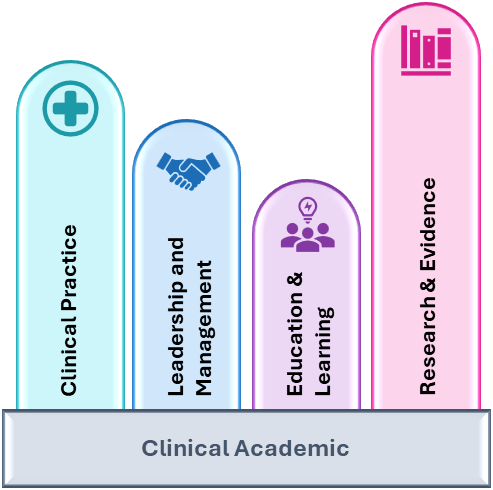 Clinical Practice
Leadership and
Management
Education &
Learning
Research & Evidence
Clinical Academic